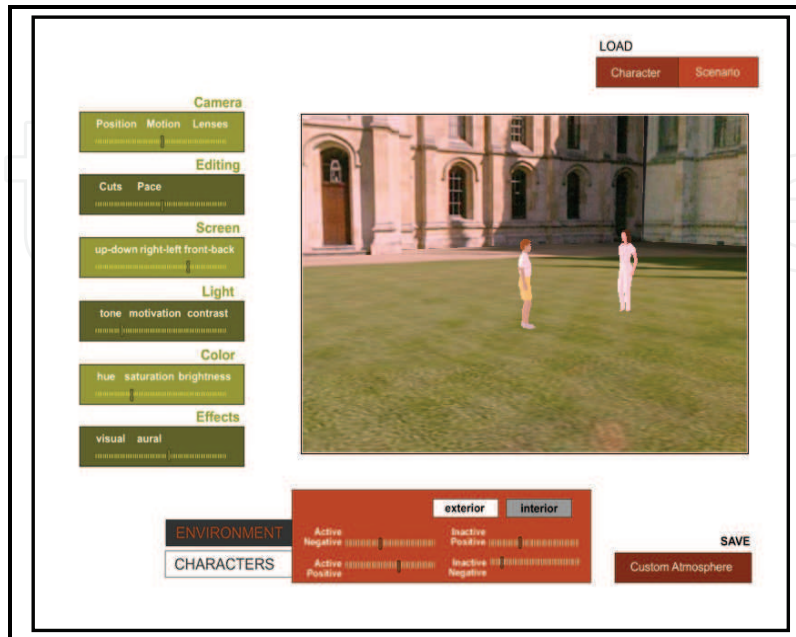 LOAD
Character Scenario
Camera
Position Motion Lenses
Editing
Cuts Pace
Screen
up-down right-left front-back
Light
tone motivation contrast
Color
hue saturation brightness
Effects
visual aural
exterior interior
ENVIRONMENT
CHARACTERS
Active
Negative
Inactive
Positive
Active
Positive
Inactive
Negative
SAVE
Custom Atmosphere